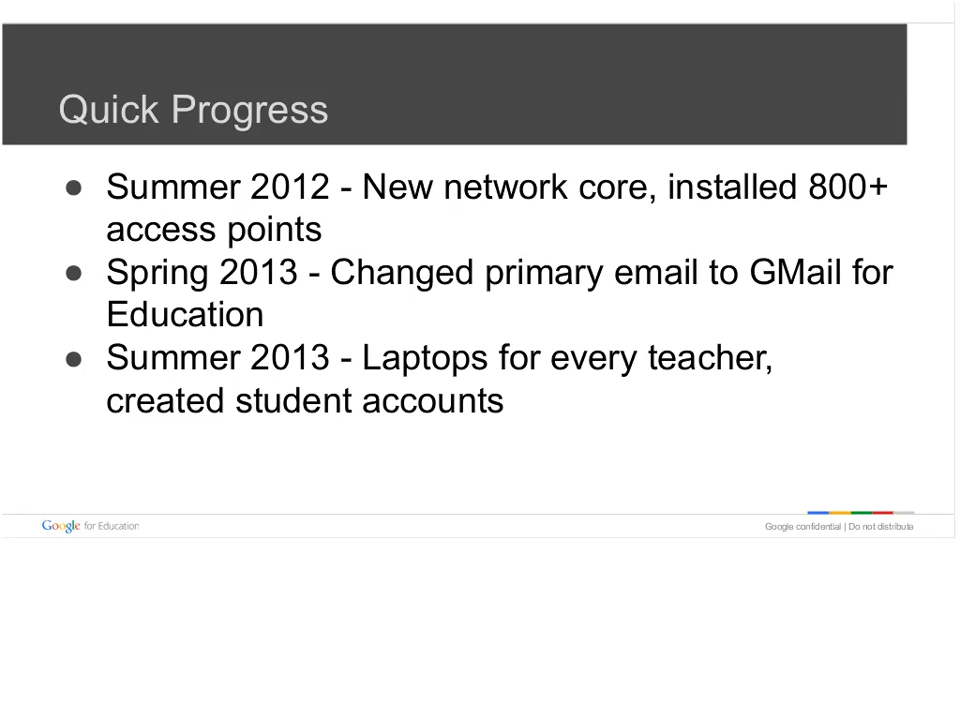 Quick Progress
● Summer 2012 - New network core, installed 800+
access points
● Spring 2013 - Changed primary email to GMail for
Education
● Summer 2013 - Laptops for every teacher,
created student accounts
Google for Education
Google confidential | Do not distribute